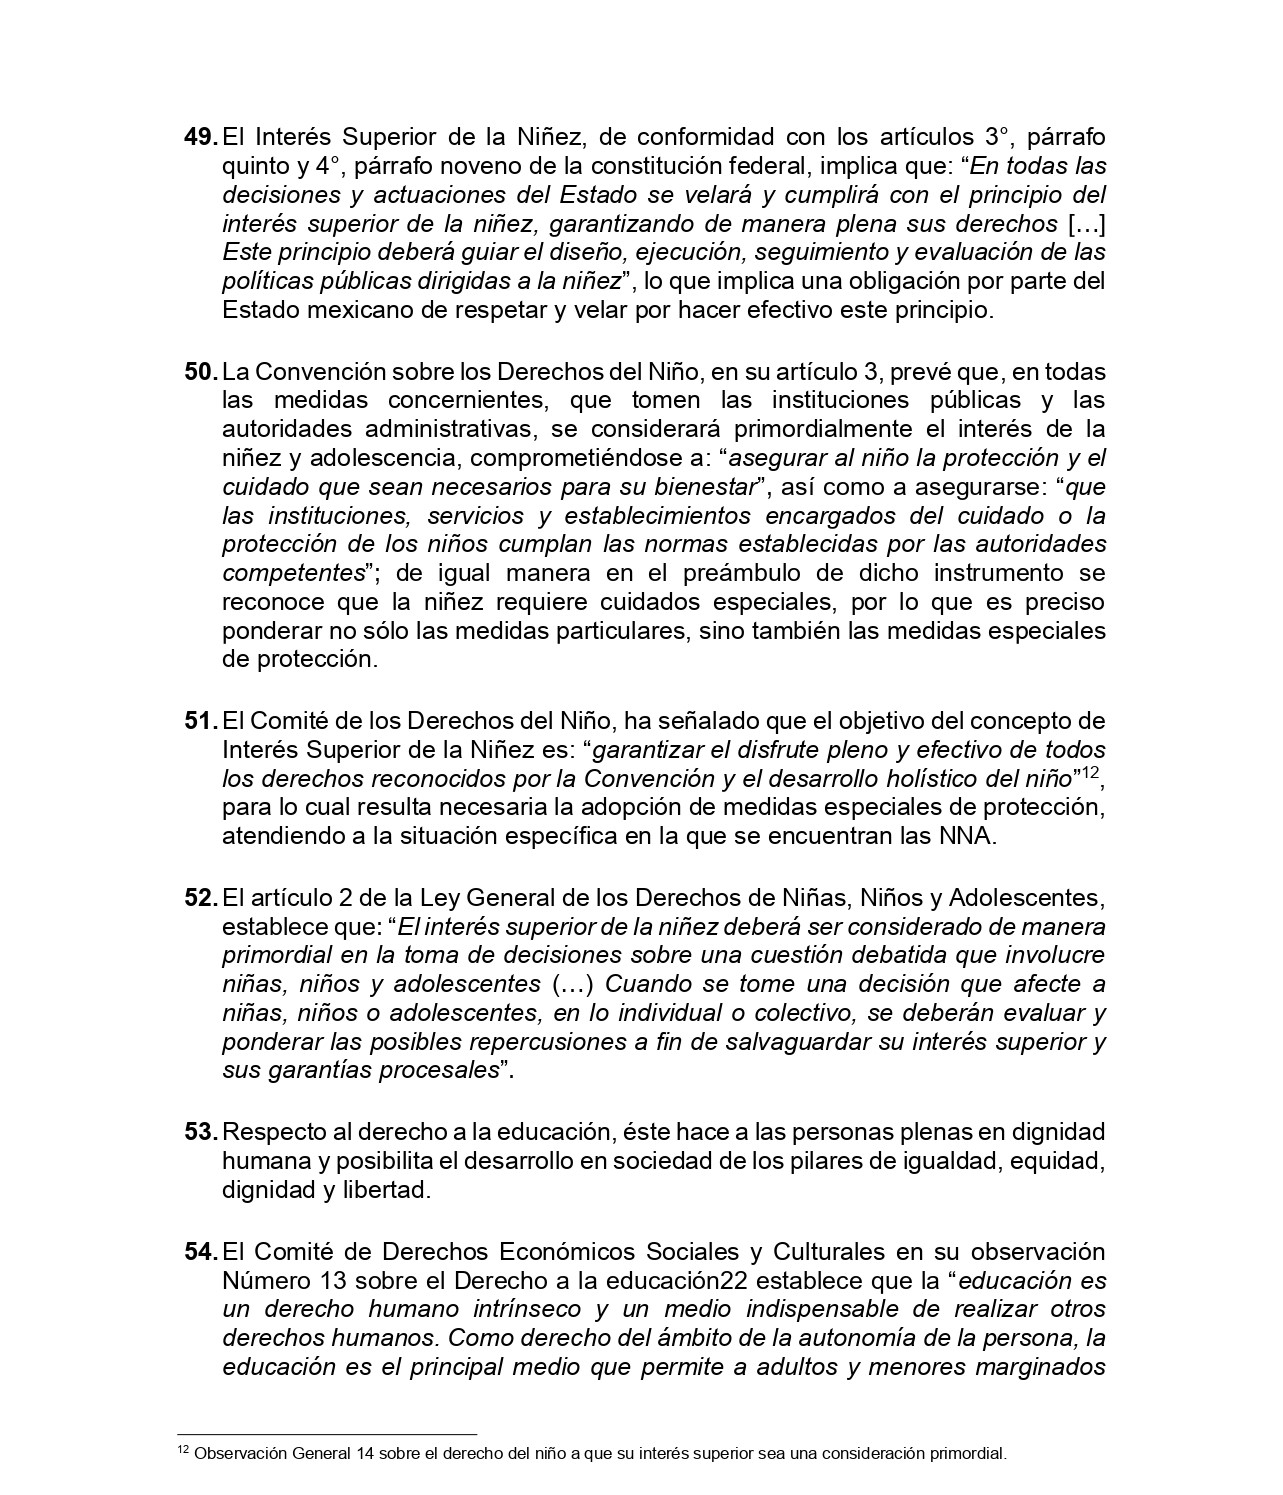 49. El Interés Superior de la Niñez, de conformidad con los artículos 3°, párrafo
quinto y 4°, párrafo noveno de la constitución federal, implica que: “En todas las
decisiones y actuaciones del Estado se velará y cumplirá con el principio del
interés superior de la niñez, garantizando de manera plena sus derechos […]
Este principio deberá guiar el diseño, ejecución, seguimiento y evaluación de las
políticas públicas dirigidas a la niñez”, lo que implica una obligación por parte del
Estado mexicano de respetar y velar por hacer efectivo este principio.
50. La Convención sobre los Derechos del Niño, en su artículo 3, prevé que, en todas
las medidas concernientes, que tomen las instituciones públicas y las
autoridades administrativas, se considerará primordialmente el interés de la
niñez y adolescencia, comprometiéndose a: “asegurar al niño la protección y el
cuidado que sean necesarios para su bienestar”, así como a asegurarse: “que
las instituciones, servicios y establecimientos encargados del cuidado o la
protección de los niños cumplan las normas establecidas por las autoridades
competentes”; de igual manera en el preámbulo de dicho instrumento se
reconoce que la niñez requiere cuidados especiales, por lo que es preciso
ponderar no sólo las medidas particulares, sino también las medidas especiales
de protección.
51. El Comité de los Derechos del Niño, ha señalado que el objetivo del concepto de
Interés Superior de la Niñez es: “garantizar el disfrute pleno y efectivo de todos
los derechos reconocidos por la Convención y el desarrollo holístico del niño”12,
para lo cual resulta necesaria la adopción de medidas especiales de protección,
atendiendo a la situación específica en la que se encuentran las NNA.
52. El artículo 2 de la Ley General de los Derechos de Niñas, Niños y Adolescentes,
establece que: “El interés superior de la niñez deberá ser considerado de manera
primordial en la toma de decisiones sobre una cuestión debatida que involucre
niñas, niños y adolescentes (…) Cuando se tome una decisión que afecte a
niñas, niños o adolescentes, en lo individual o colectivo, se deberán evaluar y
ponderar las posibles repercusiones a fin de salvaguardar su interés superior y
sus garantías procesales”.
53. Respecto al derecho a la educación, éste hace a las personas plenas en dignidad
humana y posibilita el desarrollo en sociedad de los pilares de igualdad, equidad,
dignidad y libertad.
54. El Comité de Derechos Económicos Sociales y Culturales en su observación
Número 13 sobre el Derecho a la educación22 establece que la “educación es
un derecho humano intrínseco y un medio indispensable de realizar otros
derechos humanos. Como derecho del ámbito de la autonomía de la persona, la
educación es el principal medio que permite a adultos y menores marginados
12 Observación General 14 sobre el derecho del niño a que su interés superior sea una consideración primordial.